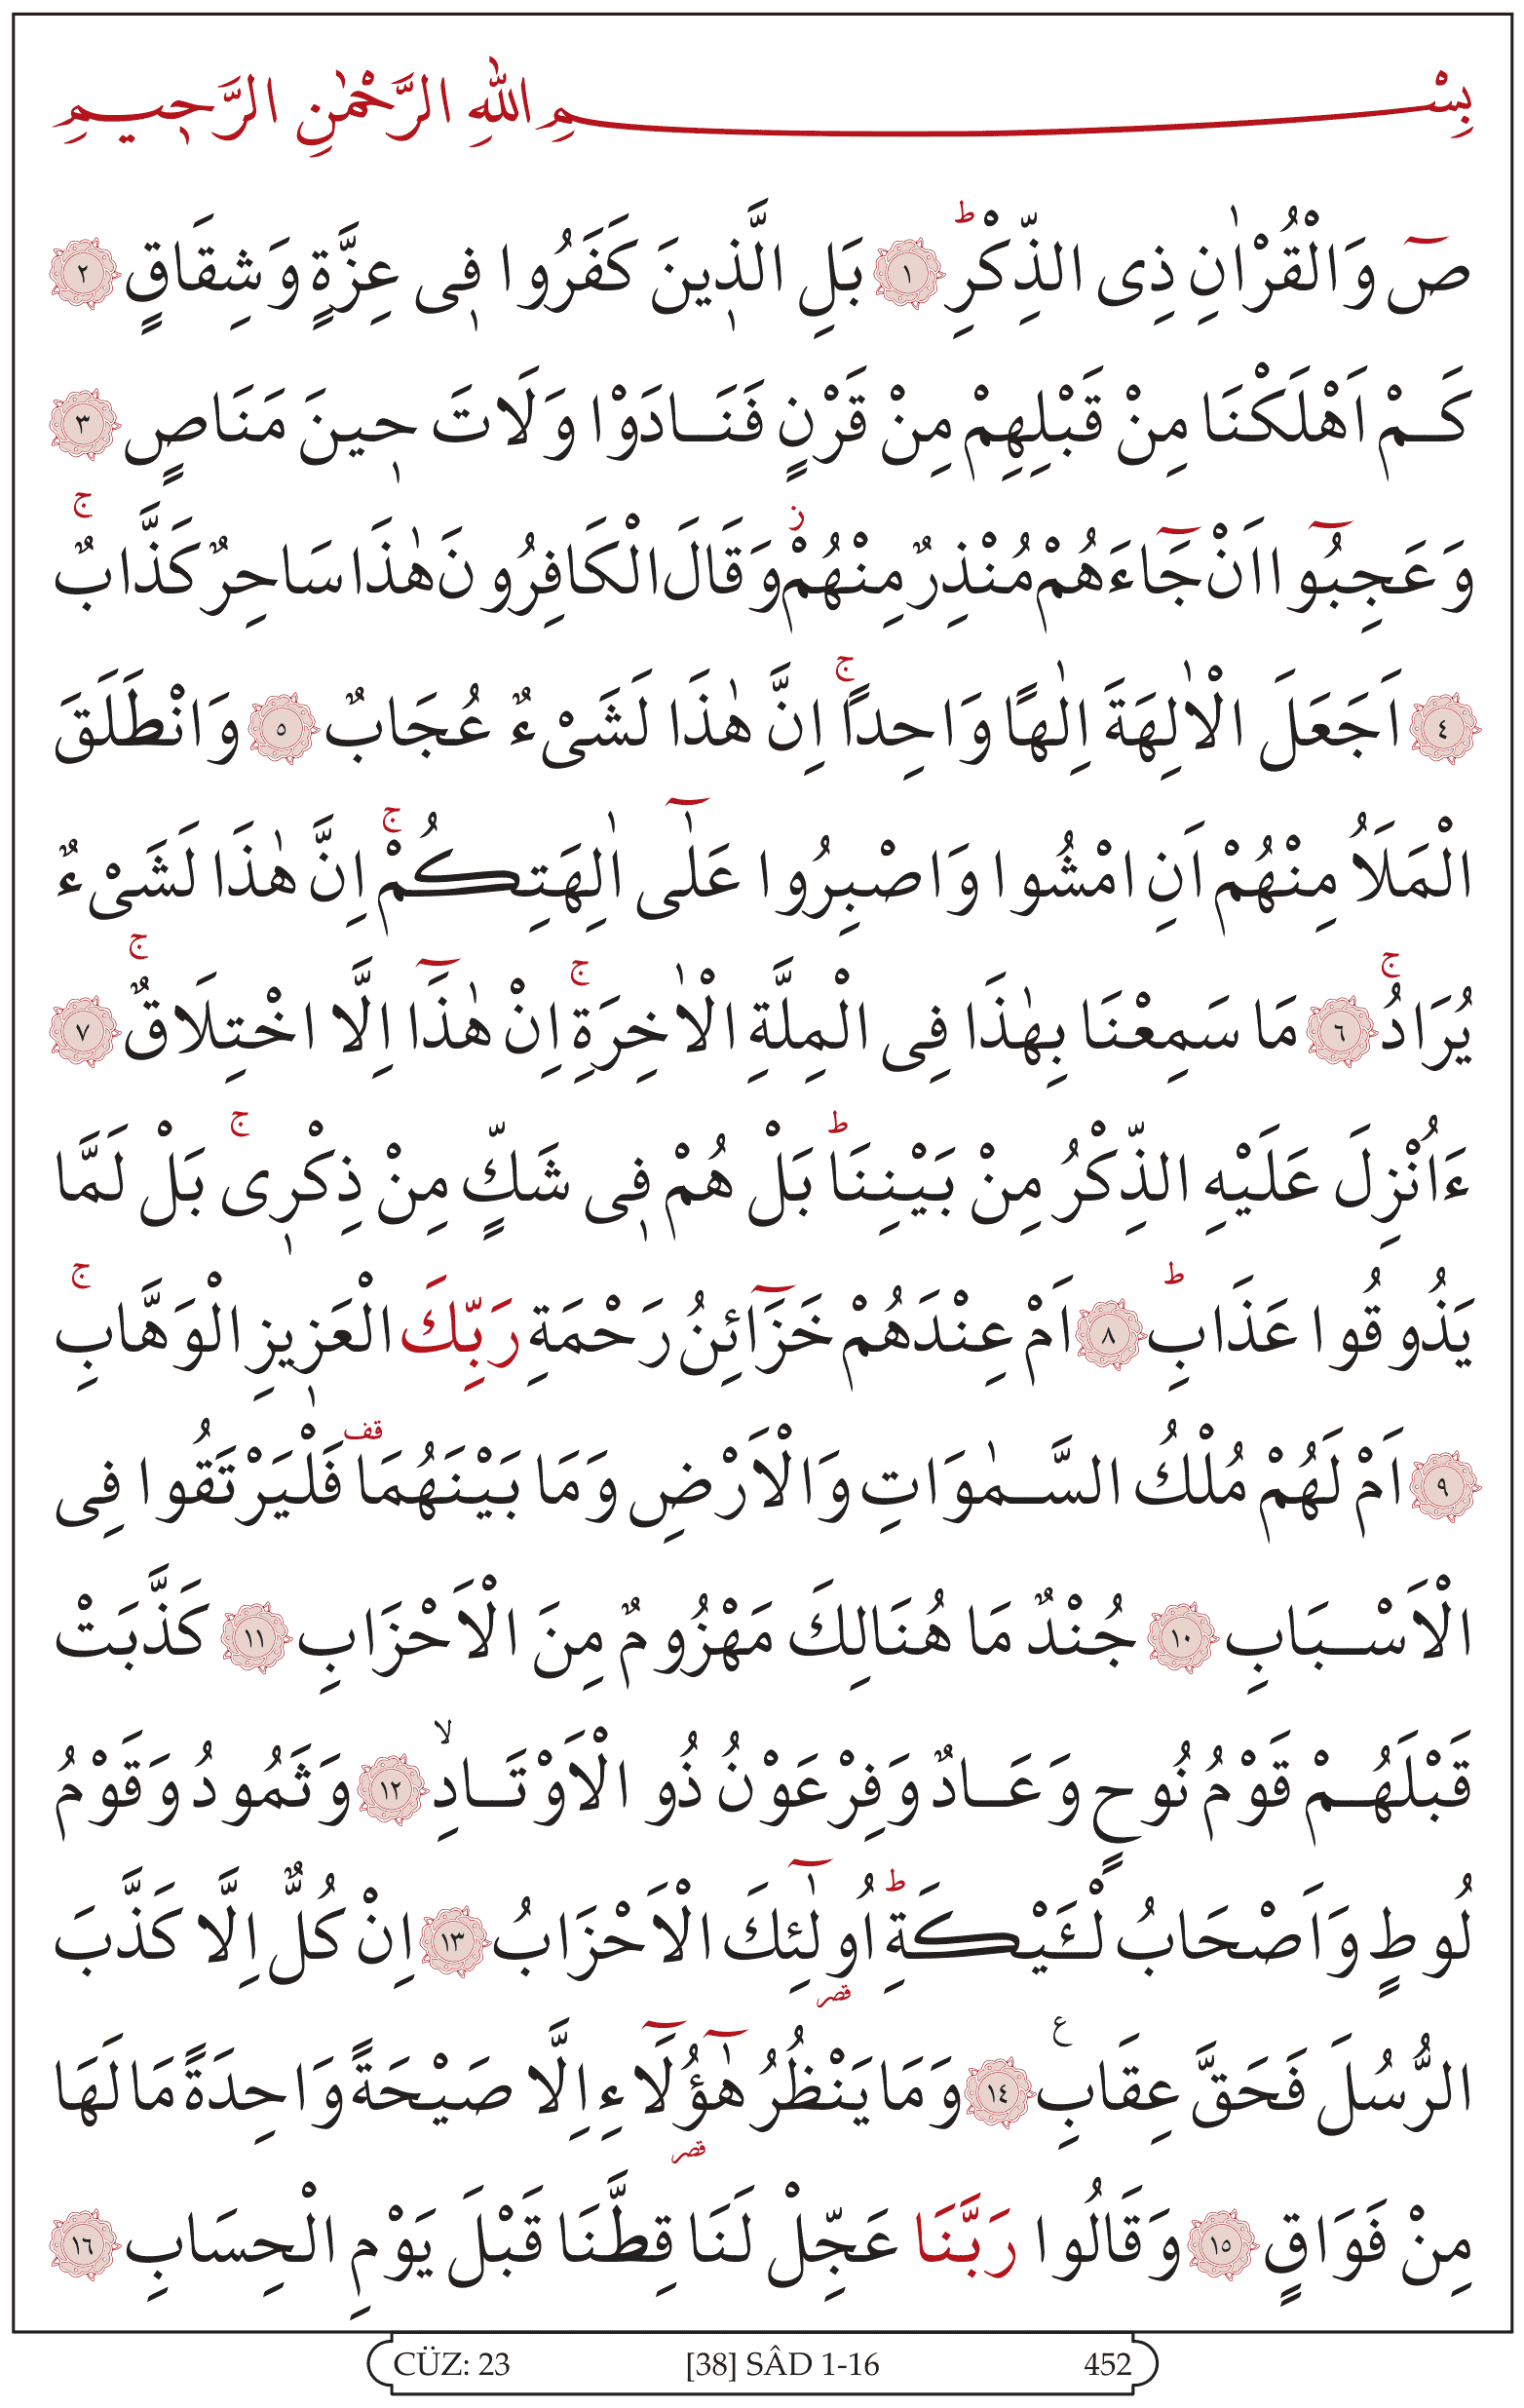 بِسْمِ اللهِ الرَّحْمٰنِ الرَّح۪يمِ
صٓ وَالْقُرْاٰنِ ذِى الذِّكْرِؕ ﴿١﴾ بَلِ الَّذ۪ينَ كَفَرُوا ف۪ى عِزَّةٍ وَشِقَاقٍ ﴿٢﴾
كَمْ اَهْلَكْنَا مِنْ قَبْلِهِمْ مِنْ قَرْنٍ فَنَادَوْا وَلَاتَ ح۪ينَ مَنَاصٍ ﴿٣﴾
وَعَجِبُٓوا اَنْ جَٓاءَهُمْ مُنْذِرٌ مِنْهُمْؗ وَقَالَ الْكَافِرُونَ هٰذَا سَاحِرٌ كَذَّابٌۚ
﴿٤﴾ اَجَعَلَ الْاٰلِهَةَ اِلٰهًا وَاحِداًۚ اِنَّ هٰذَا لَشَىْءٌ عُجَابٌ ﴿٥﴾ وَانْطَلَقَ
الْمَلَاُ مِنْهُمْ اَنِ امْشُوا وَاصْبِرُوا عَلٰٓى اٰلِهَتِكُمْۚ اِنَّ هٰذَا لَشَىْءٌ
يُرَادُۚ ﴿٦﴾ مَا سَمِعْنَا بِهٰذَا فِى الْمِلَّةِ الْاٰخِرَةِۚ اِنْ هٰذَٓا اِلَّا اخْتِلَاقٌۚ ﴿٧﴾
ءَاُنْزِلَ عَلَيْهِ الذِّكْرُ مِنْ بَيْنِنَاؕ بَلْ هُمْ ف۪ى شَكٍّ مِنْ ذِكْر۪ىۚ بَلْ لَمَّا
يَذُوقُوا عَذَابِؕ ﴿٨﴾ اَمْ عِنْدَهُمْ خَزَٓائِنُ رَحْمَةِ رَبِّكَ الْعَز۪يزِ الْوَهَّابِۚ
﴿٩﴾ اَمْ لَهُمْ مُلْكُ السَّمٰوَاتِ وَالْاَرْضِ وَمَا بَيْنَهُمَا قف فَلْيَرْتَقُوا فِى
الْاَسْبَابِ ﴿١٠﴾ جُنْدٌ مَا هُنَالِكَ مَهْزُومٌ مِنَ الْاَحْزَابِ ﴿١١﴾ كَذَّبَتْ
قَبْلَهُمْ قَوْمُ نُوحٍ وَعَادٌ وَفِرْعَوْنُ ذُو الْاَوْتَادِۙ ﴿١٢﴾ وَثَمُودُ وَقَوْمُ
لُوطٍ وَاَصْحَابُ لْـَٔيْكَةِؕ اُولٰٓئِكَ قصر الْاَحْزَابُ ﴿١٣﴾ اِنْ كُلٌّ اِلَّا كَذَّبَ
الرُّسُلَ فَحَقَّ عِقَابِ ع ﴿١٤﴾ وَمَا يَنْظُرُ هٰٓؤُ۬لَٓاءِ قصر اِلَّا صَيْحَةً وَاحِدَةً مَا لَهَا
مِنْ فَوَاقٍ ﴿١٥﴾ وَقَالُوا رَبَّنَا عَجِّلْ لَنَا قِطَّنَا قَبْلَ يَوْمِ الْحِسَابِ ﴿١٦﴾
CÜZ: 23 [38] SÂD 1-16 452